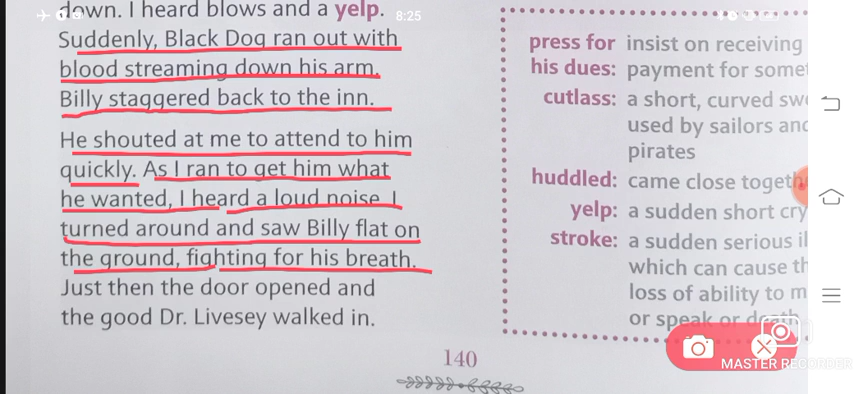 down. I heard blows and a yelp.
8:25
Suddenly, Black Dog ran out with
blood streaming down his arm.
Billy staggered back to the inn.
He shouted at me to attend to him
quickly. As I ran to get him what
he wanted, I heard a loud noise. I
turned around and saw Billy flat on
the ground, fighting for his breath.
Just then the door opened and
the good Dr. Livesey walked in.
press for insist on receiving
his dues: payment for
cutlass: a short, curved
used by sailors
pirates
huddled: came close
yelp: a sudden short cry
stroke: a sudden serious
which can cause
loss of ability to
or speak or death
140
MASTER RECORDER